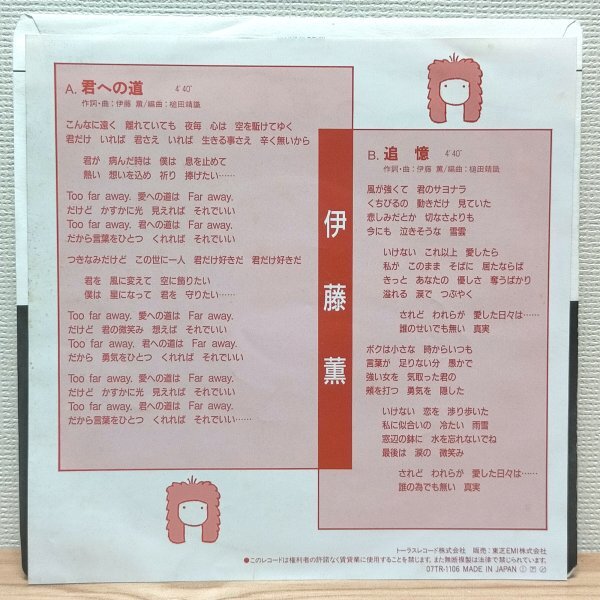 A. 君への道 4'40"
作詞・曲：伊藤 薫/編曲：槌田靖識
こんなに遠く 離れていても 夜毎 心は 空を駆けてゆく
君だけ いれば 君さえ いれば 生きる事さえ 辛く無いから
君が 病んだ時は 僕は 息を止めて
熱い 想いを込め 祈り 捧げたい……
Too far away. 愛への道は Far away.
だけど かすかに光 見えれば それでいい
Too far away. 君への道は Far away.
だから言葉をひとつ くれれば それでいい
つきなみだけど この世に一人 君だけ好きだ 君だけ好きだ
君を 風に変えて 空に飾りたい
僕は 星になって 君を 守りたい……
Too far away. 愛への道は Far away.
だけど 君の微笑み 想えば それでいい
Too far away. 君への道は Far away.
だから 勇気をひとつ くれれば それでいい
Too far away. 愛への道は Far away.
だけど かすかに光 見えれば それでいい
Too far away. 君への道は Far away.
だから言葉をひとつ くれれば それでいい……
伊藤薫
B. 追憶 4'40"
作詞・曲：伊藤 薫/編曲：槌田靖識
風が強くて 君のサヨナラ
くちびるの 動きだけ 見ていた
悲しみだとか 切なさよりも
今にも 泣きそうな 雪雲
いけない これ以上 愛したら
私が このまま そばに 居たならば
きっと あなたの 優しさ 奪うばかり
溢れる 涙で つぶやく
されど われらが 愛した日々は……
誰のせいでも無い 真実
ボクは小さな 時からいつも
言葉が 足りない分 愚かで
強い女を 気取った君の
頬を打つ 勇気を 隠した
いけない 恋を 渉り歩いた
私に似合いの 冷たい 雨雪
窓辺の鉢に 水を忘れないでね
最後は 涙の 微笑み
されど われらが 愛した日々は……
誰の為でも無い 真実
トーラスレコード株式会社 販売：東芝EMI株式会社
●このレコードは権利者の許諾なく賃貸業に使用することを禁じます。また無断複製は法律で禁じられています。
07TR-1106 MADE IN JAPAN